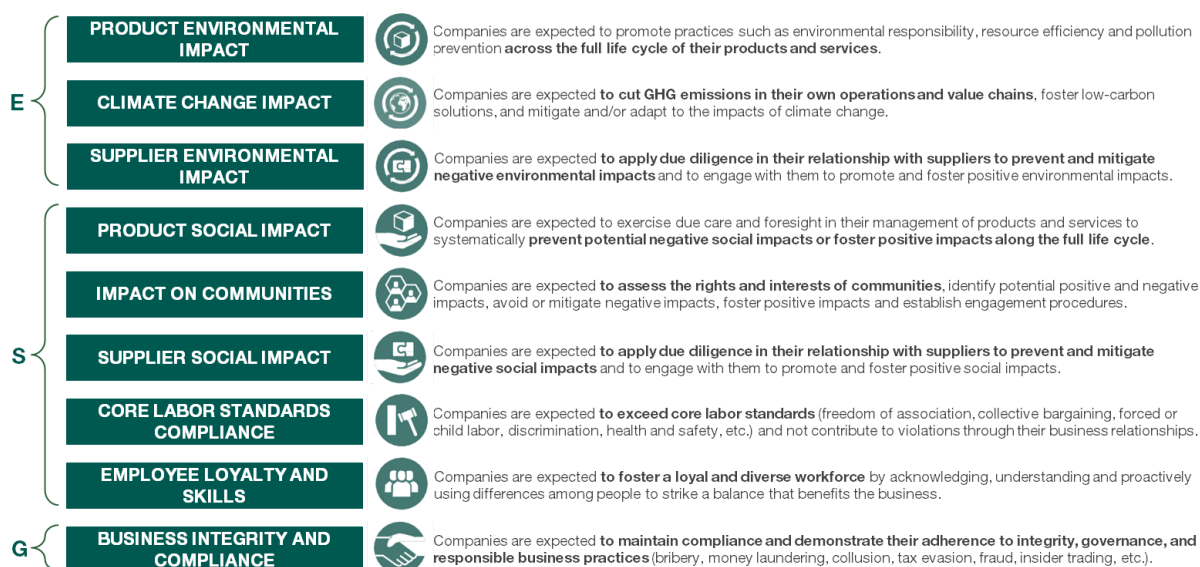 PRODUCT ENVIRONMENTAL
IMPACT
Companies are expected to promote practices such as environmental responsibility, resource efficiency and pollution
prevention across the full life cycle of their products and services.
E
CLIMATE CHANGE IMPACT
Companies are expected to cut GHG emissions in their own operations and value chains, foster low-carbon
solutions, and mitigate and/or adapt to the impacts of climate change.
SUPPLIER ENVIRONMENTAL
IMPACT
Companies are expected to apply due diligence in their relationship with suppliers to prevent and mitigate
negative environmental impacts and to engage with them to promote and foster positive environmental impacts.
PRODUCT SOCIAL IMPACT
Companies are expected to exercise due care and foresight in their management of products and services to
systematically prevent potential negative social impacts or foster positive impacts along the full life cycle.
IMPACT ON COMMUNITIES
Companies are expected to assess the rights and interests of communities, identify potential positive and negative
impacts, avoid or mitigate negative impacts, foster positive impacts and establish engagement procedures.
S
SUPPLIER SOCIAL IMPACT
Companies are expected to apply due diligence in their relationship with suppliers to prevent and mitigate
negative social impacts and to engage with them to promote and foster positive social impacts.
CORE LABOR STANDARDS
COMPLIANCE
Companies are expected to exceed core labor standards (freedom of association, collective bargaining, forced or
child labor, discrimination, health and safety, etc.) and not contribute to violations through their business relationships.
EMPLOYEE LOYALTY AND
SKILLS
Companies are expected to foster a loyal and diverse workforce by acknowledging, understanding and proactively
using differences among people to strike a balance that benefits the business.
G
BUSINESS INTEGRITY AND
COMPLIANCE
Companies are expected to maintain compliance and demonstrate their adherence to integrity, governance, and
responsible business practices (bribery, money laundering, collusion, tax evasion, fraud, insider trading, etc.).